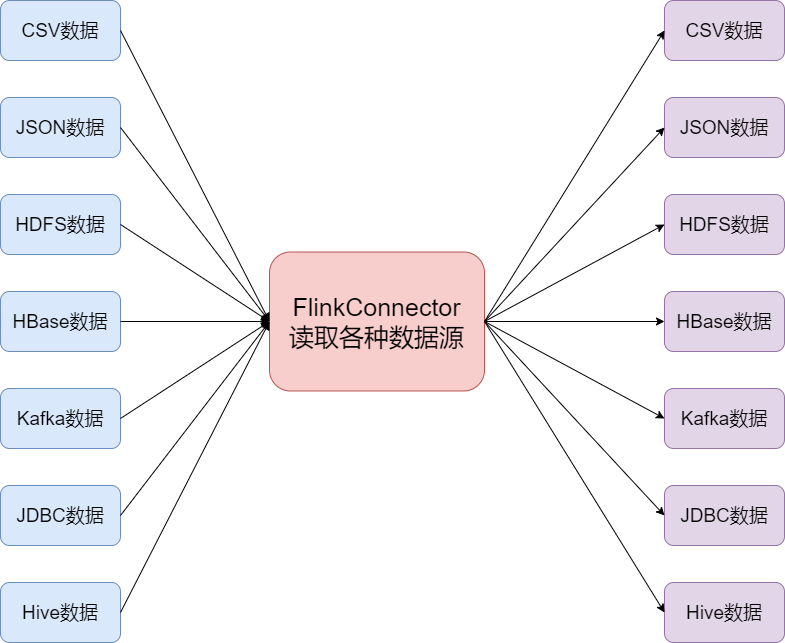 CSV数据
JSON数据
HDFS数据
HBase数据
Kafka数据
JDBC数据
Hive数据
FlinkConnector
读取各种数据源
CSV数据
JSON数据
HDFS数据
HBase数据
Kafka数据
JDBC数据
Hive数据